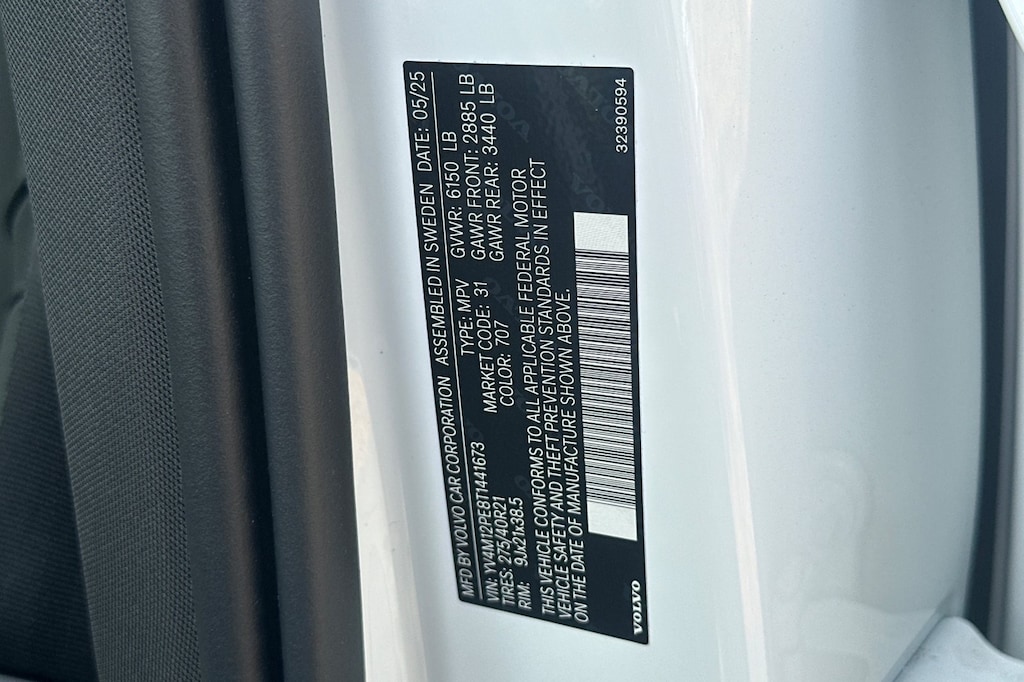 MFD BY VOLVO CAR CORPORATION ASSEMBLED IN SWEDEN DATE: 05/25
VIN: YV4M12PE8T1441673 TYPE: MPV GVWR: 6150 LB
TIRES: 275/40R21 MARKET CODE: 31 GAWR FRONT: 2885 LB
RIM: 9Jx21x38.5 COLOR: 707 GAWR REAR: 3440 LB
THIS VEHICLE CONFORMS TO ALL APPLICABLE FEDERAL MOTOR
VEHICLE SAFETY AND THEFT PREVENTION STANDARDS IN EFFECT
ON THE DATE OF MANUFACTURE SHOWN ABOVE.
VOLVO 32390594